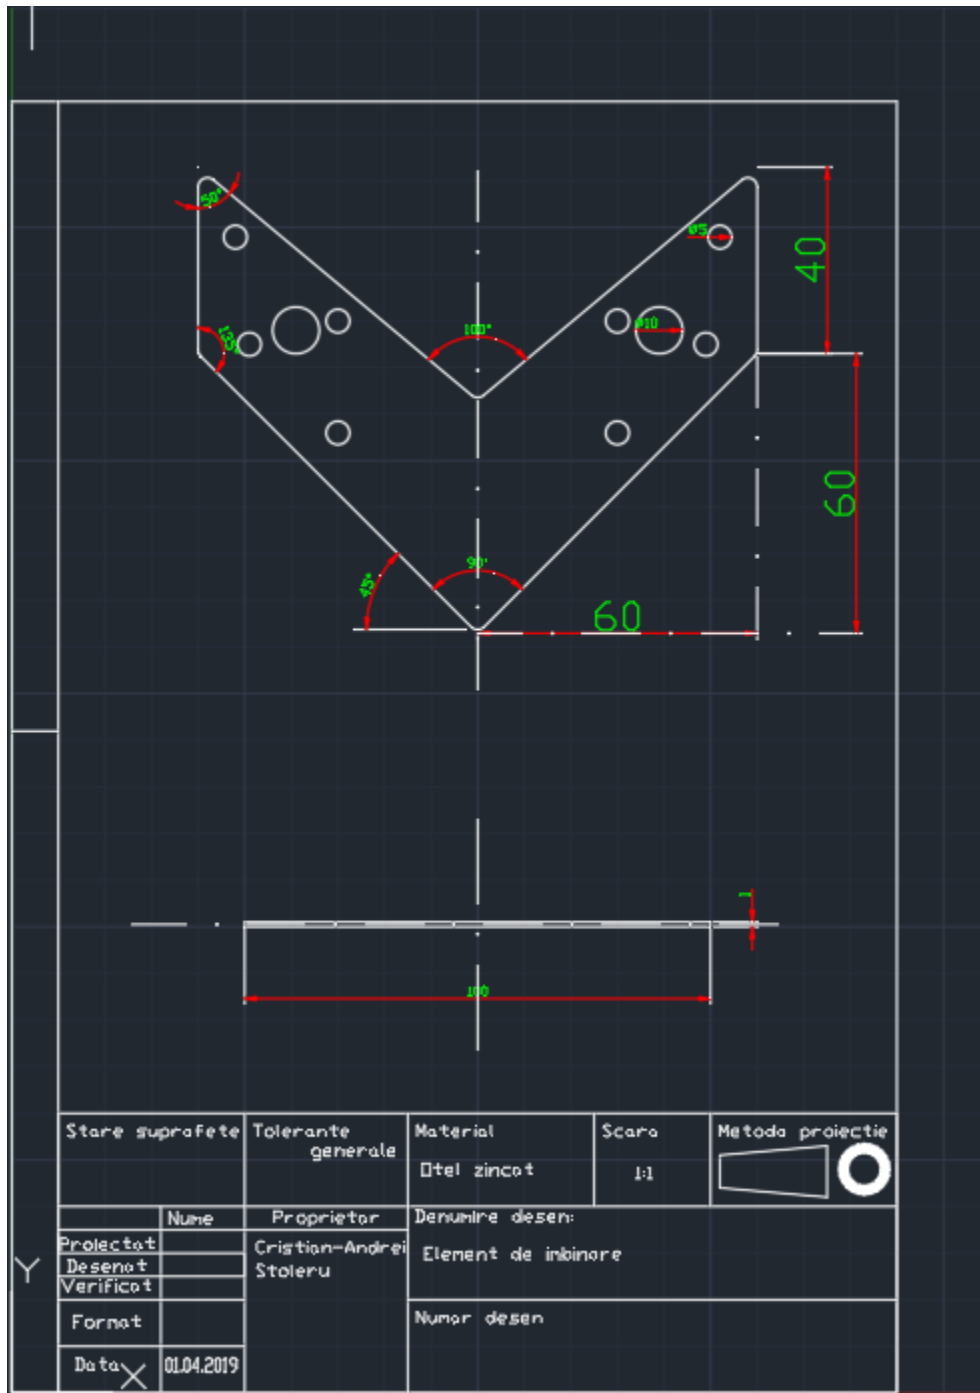 50°
ø5
40
135°
100°
ø10
60
45°
90°
60
1
100
Stare suprafete
Tolerante
generale
Material
Otel zincat
Scara
1:1
Metoda proiectie
Nume
Proprietar
Denumire desen:
Proiectat
Cristian-Andrei
Element de inbinare
Desenat
Stoleru
Verificat
Format
Numar desen
Data
01.04.2019
Y
X